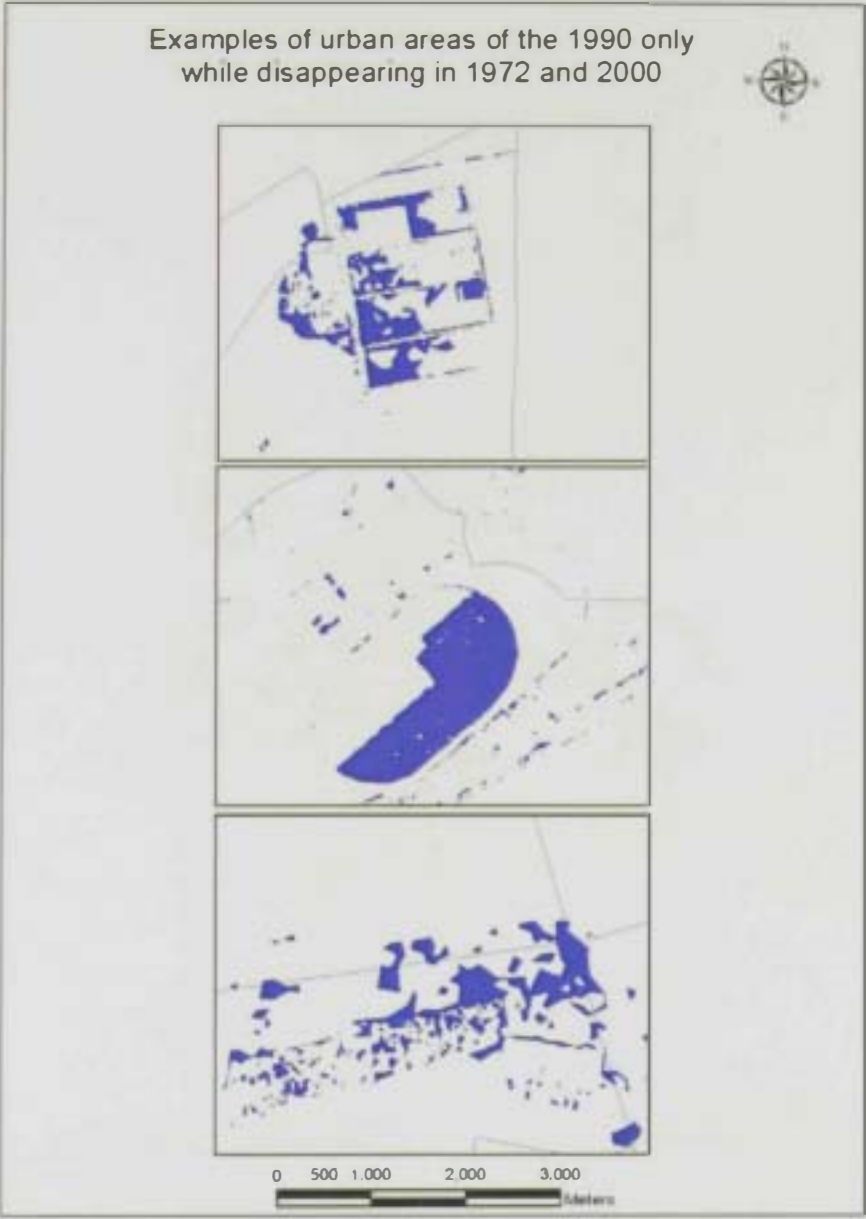 Examples of urban areas of the 1990 only
while disappearing in 1972 and 2000
N
0 500 1.000 2.000 3.000
Meters